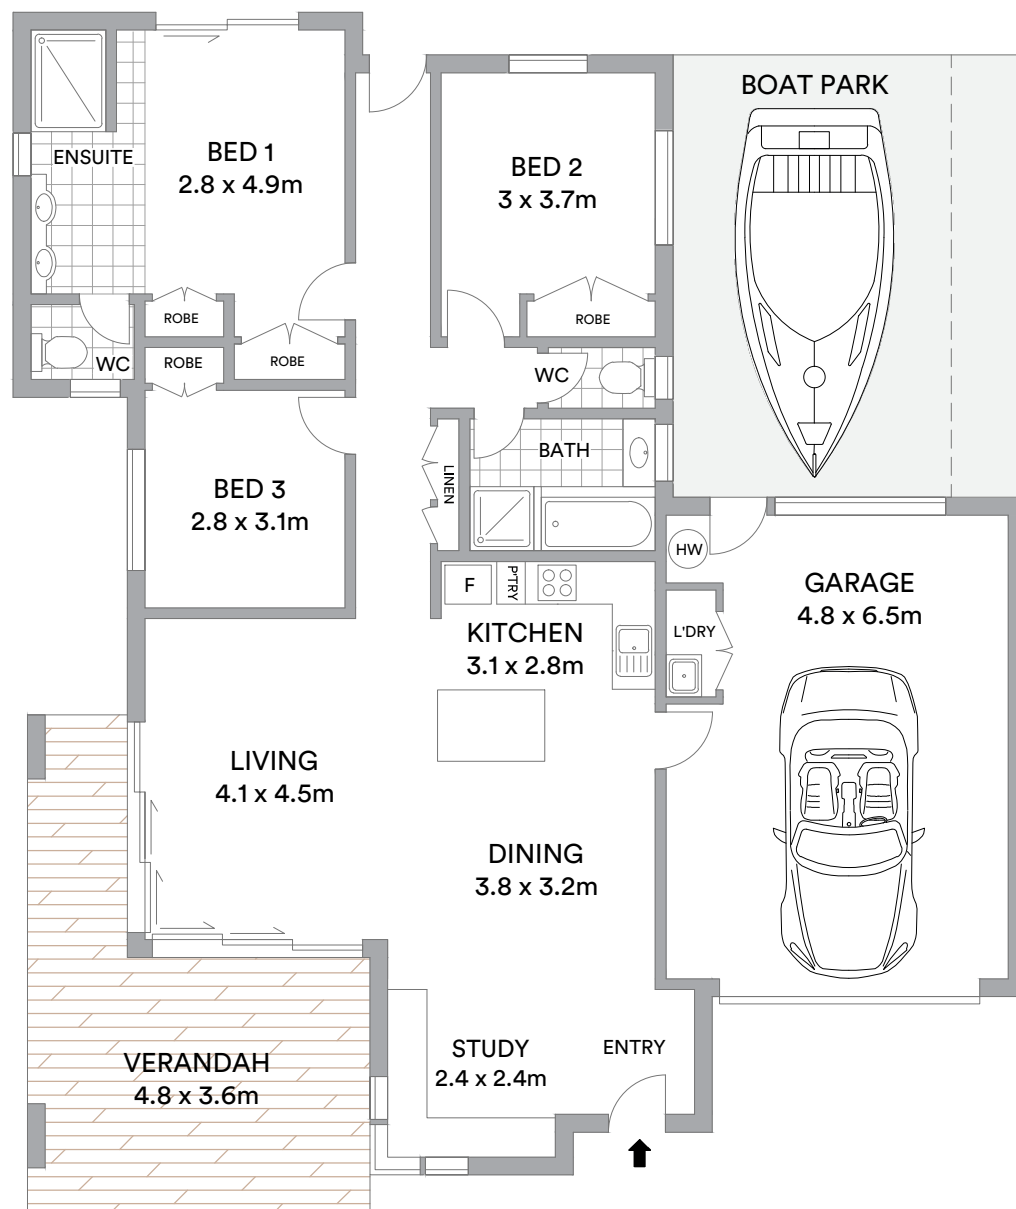 BOAT PARK
ENSUITE
BED 1
2.8 x 4.9m
BED 2
3 x 3.7m
ROBE
ROBE
WC
ROBE
ROBE
WC
BATH
LINEN
BED 3
2.8 x 3.1m
HW
F
P'TRY
GARAGE
4.8 x 6.5m
KITCHEN
3.1 x 2.8m
L'DRY
LIVING
4.1 x 4.5m
DINING
3.8 x 3.2m
STUDY
2.4 x 2.4m
ENTRY
VERANDAH
4.8 x 3.6m